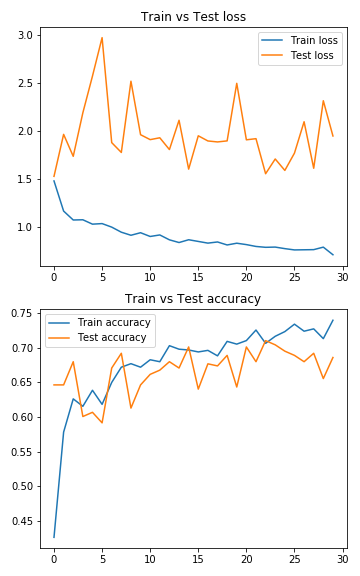 Train vs Test loss
3.0
2.5
2.0
1.5
1.0
Train loss
Test loss
0 5 10 15 20 25 30
Train vs Test accuracy
0.75
0.70
0.65
0.60
0.55
0.50
0.45
Train accuracy
Test accuracy
0 5 10 15 20 25 30